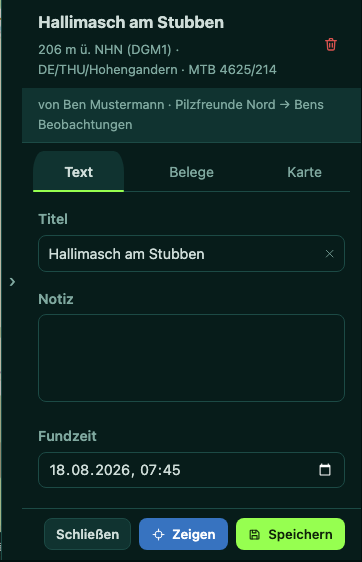 Hallimasch am Stubben
206 m ü. NHN (DGM1) ·
DE/THU/Hohengandern · MTB 4625/214
von Ben Mustermann · Pilzfreunde Nord → Bens
Beobachtungen
Text Belege Karte
Titel
Hallimasch am Stubben
Notiz
Fundzeit
18.08.2026, 07:45
Schließen Zeigen Speichern